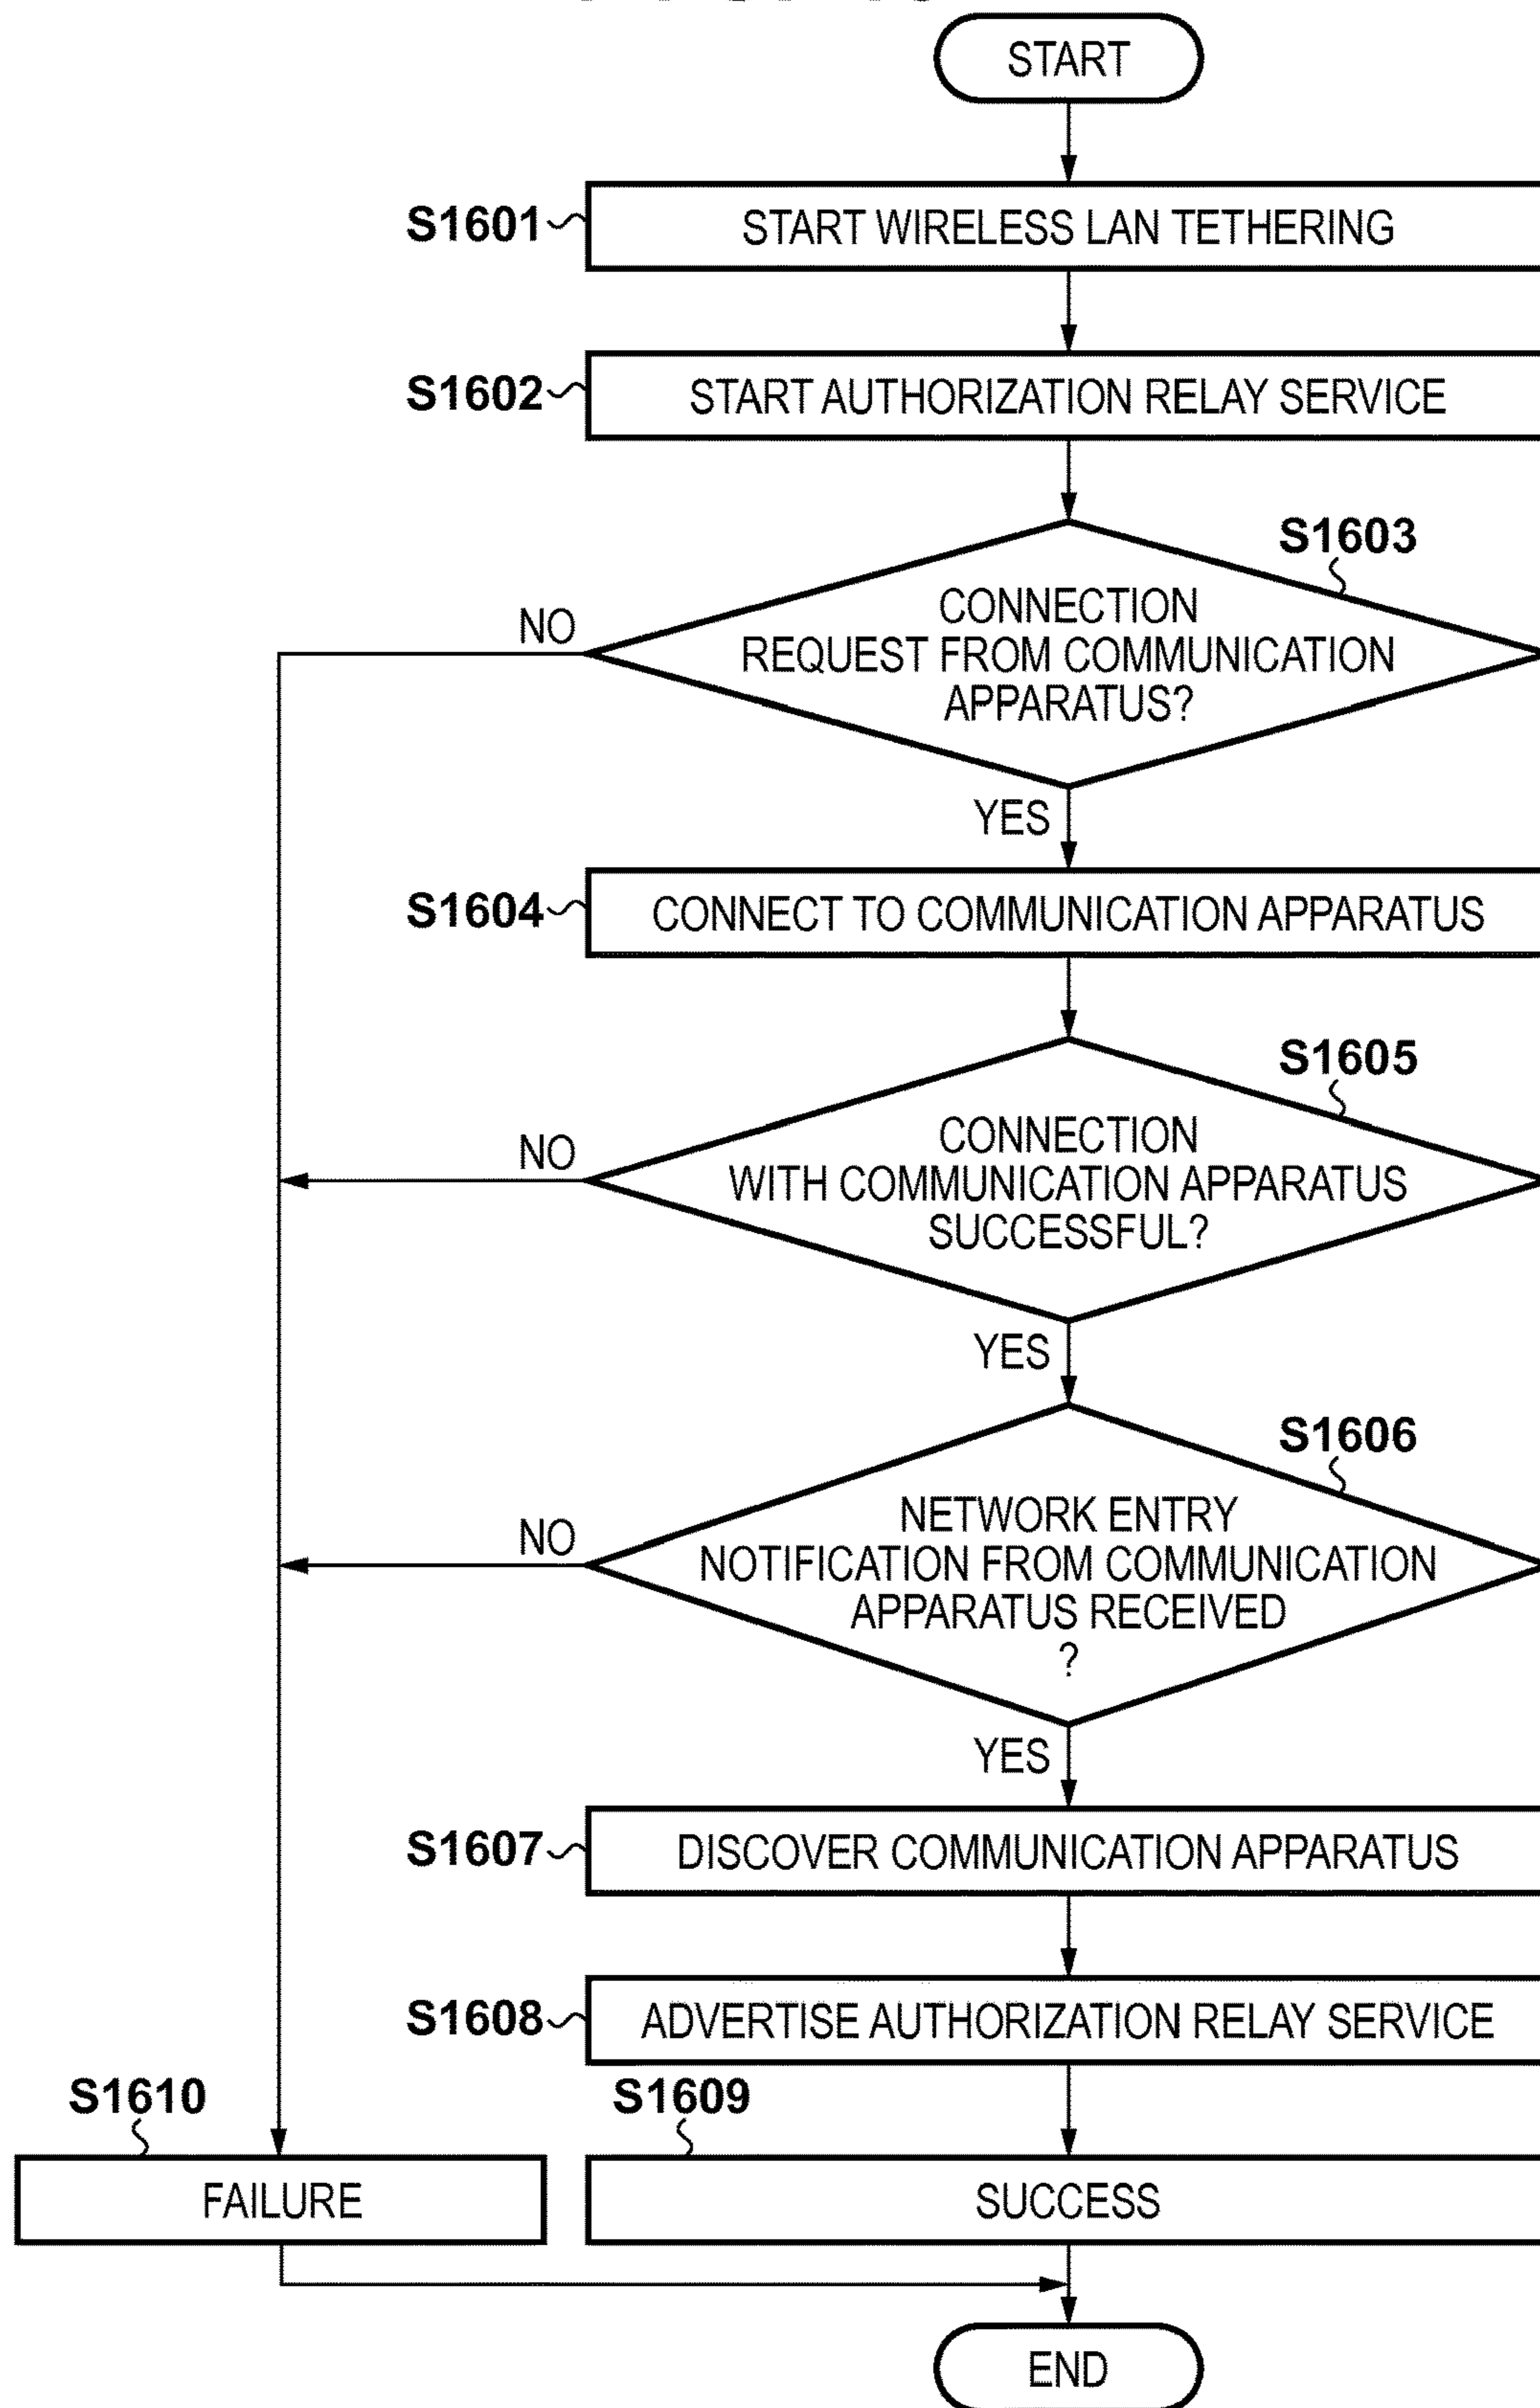 START
S1601
START WIRELESS LAN TETHERING
S1602
START AUTHORIZATION RELAY SERVICE
S1603
CONNECTION
REQUEST FROM COMMUNICATION
APPARATUS?
NO
YES
S1604
CONNECT TO COMMUNICATION APPARATUS
S1605
CONNECTION
WITH COMMUNICATION APPARATUS
SUCCESSFUL?
NO
YES
S1606
NETWORK ENTRY
NOTIFICATION FROM COMMUNICATION
APPARATUS RECEIVED
?
NO
YES
S1607
DISCOVER COMMUNICATION APPARATUS
S1608
ADVERTISE AUTHORIZATION RELAY SERVICE
S1610
FAILURE
S1609
SUCCESS
END